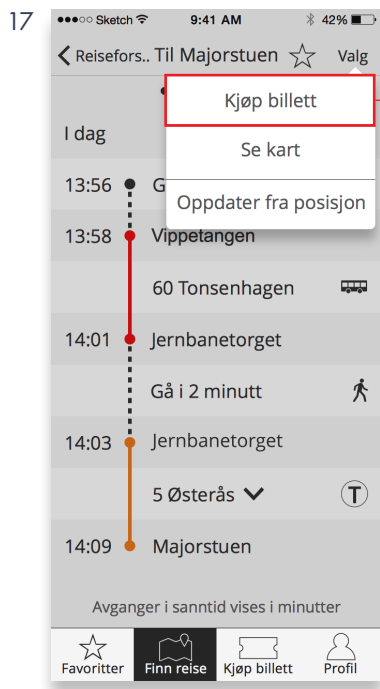 17
Sketch 9:41 AM 42%
Reisefors.. Til Majorstuen Valg
Kjøp billett
I dag
Se kart
13:56 G
Oppdater fra posisjon
13:58 Vippetangen
60 Tonsenhagen
14:01 Jernbanetorget
Gå i 2 minutt
14:03 Jernbanetorget
5 Østerås T
14:09 Majorstuen
Avganger i sanntid vises i minutter
Favoritter Finn reise Kjøp billett Profil